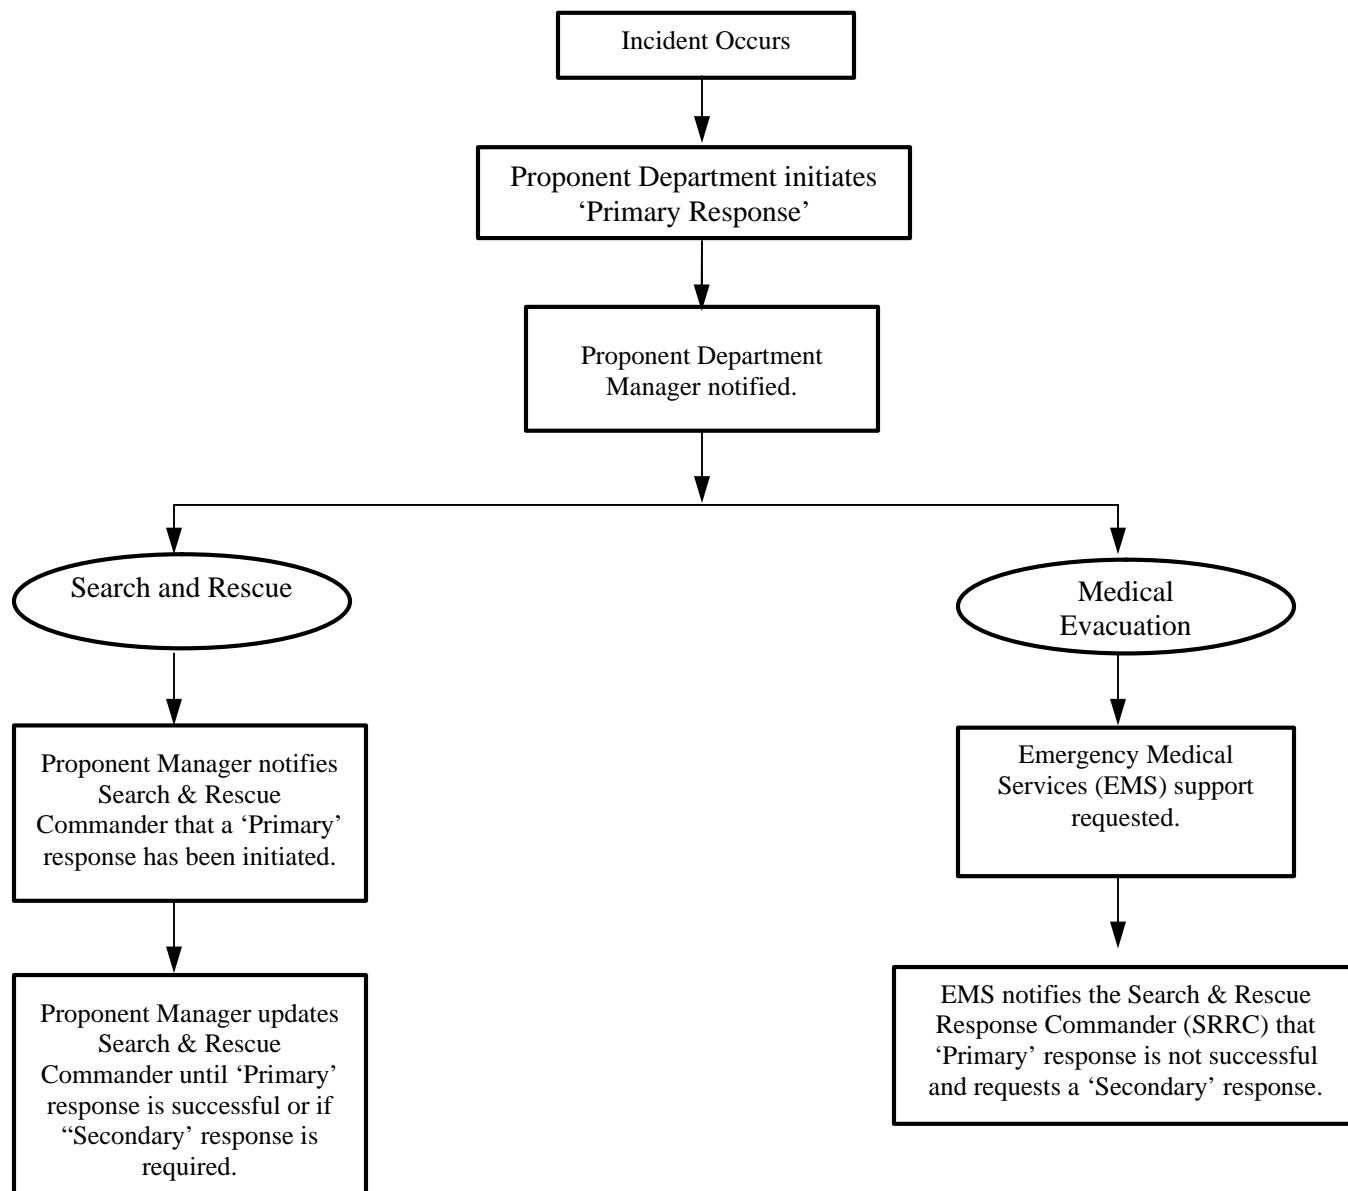 Incident Occurs
Proponent Department initiates
‘Primary Response’
Proponent Department
Manager notified.
Search and Rescue
Medical
Evacuation
Proponent Manager notifies
Search & Rescue
Commander that a ‘Primary’
response has been initiated.
Emergency Medical
Services (EMS) support
requested.
Proponent Manager updates
Search & Rescue
Commander until ‘Primary’
response is successful or if
“Secondary’ response is
required.
EMS notifies the Search & Rescue
Response Commander (SRRC) that
‘Primary’ response is not successful
and requests a ‘Secondary’ response.